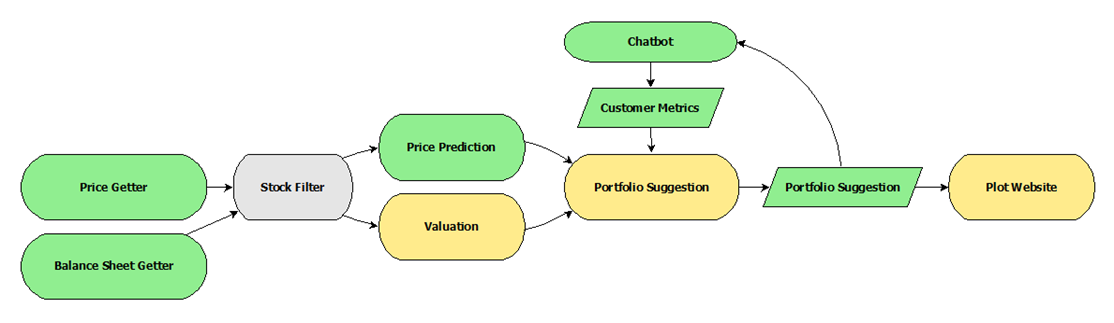 Chatbot
Customer Metrics
Price Prediction
Price Getter
Stock Filter
Portfolio Suggestion
Portfolio Suggestion
Plot Website
Valuation
Balance Sheet Getter